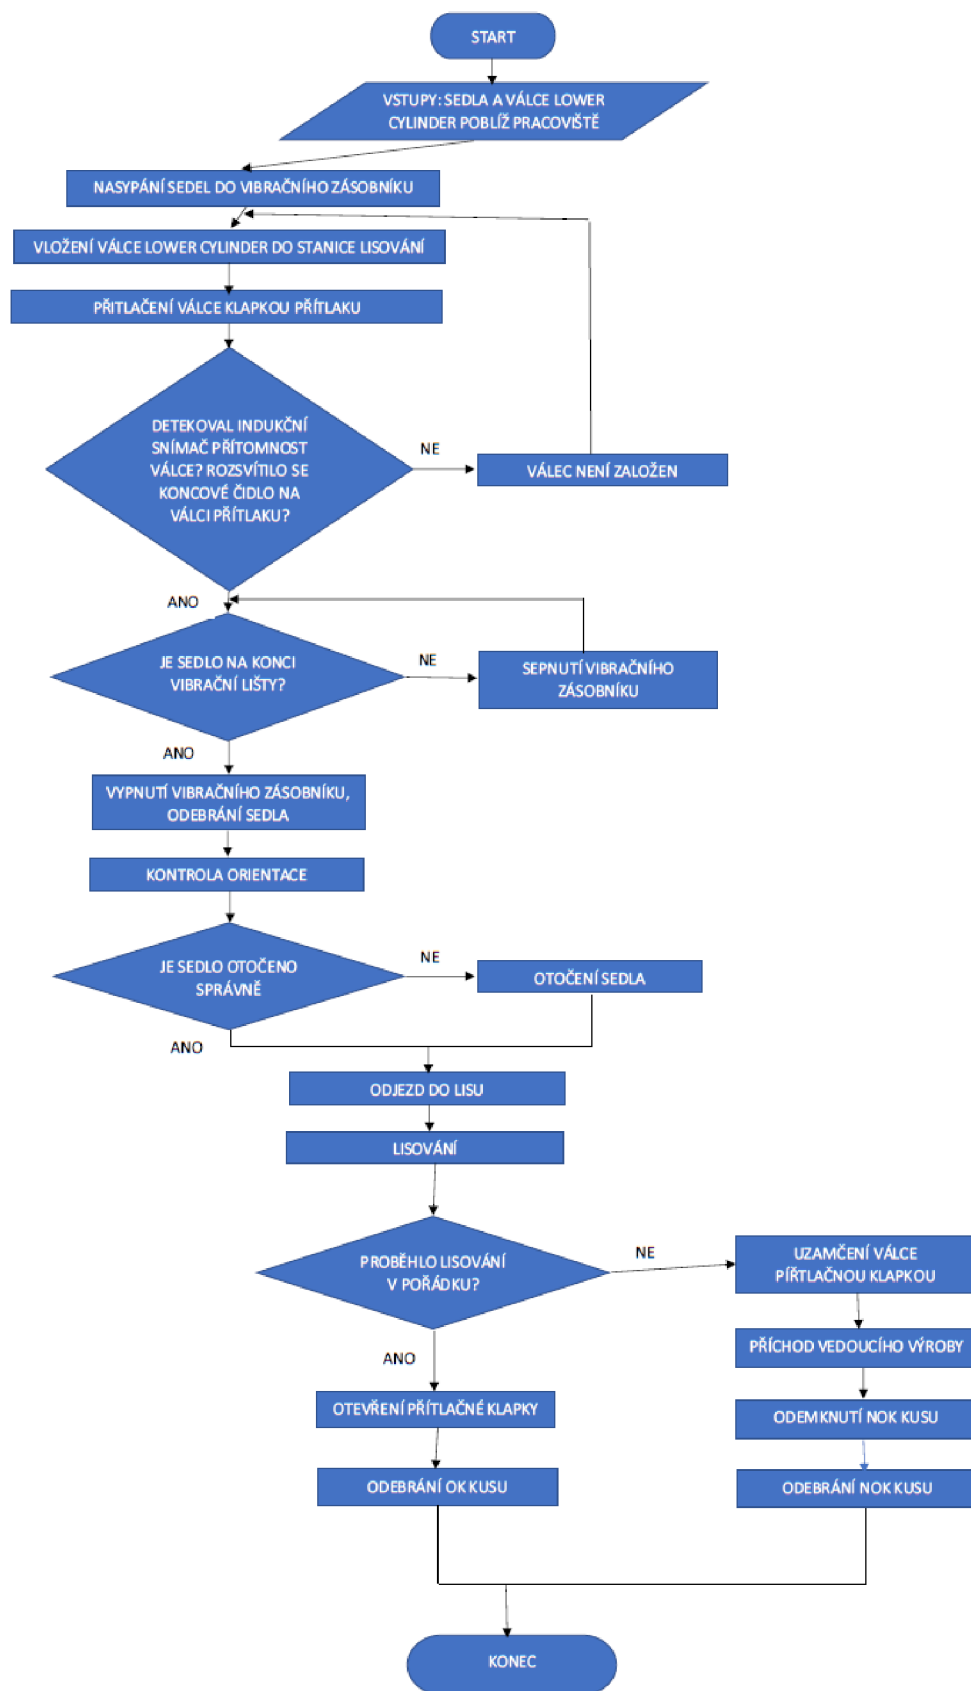 START
VSTUPY: SEDLA A VÁLCE LOWER
CYLINDER POBLÍŽ PRACOVIŠTĚ
NASYPÁNÍ SEDEL DO VIBRAČNÍHO ZÁSOBNÍKU
VLOŽENÍ VÁLCE LOWER CYLINDER DO STANICE LISOVÁNÍ
PŘITLAČENÍ VÁLCE KLAPKOU PŘÍTLAKU
DETEKOVAL INDUKČNÍ
SNÍMAČ PŘÍTOMNOST
VÁLCE? ROZSVÍTILO SE
KONCOVÉ ČIDLO NA
VÁLCI PŘÍTLAKU?
NE
VÁLEC NENÍ ZALOŽEN
ANO
JE SEDLO NA KONCI
VIBRAČNÍ LIŠTY?
NE
SEPNUTÍ VIBRAČNÍHO
ZÁSOBNÍKU
ANO
VYPNUTÍ VIBRAČNÍHO ZÁSOBNÍKU,
ODEBRÁNÍ SEDLA
KONTROLA ORIENTACE
JE SEDLO OTOČENO
SPRÁVNĚ
NE
OTOČENÍ SEDLA
ANO
ODJEZD DO LISU
LISOVÁNÍ
PROBĚHLO LISOVÁNÍ
V POŘÁDKU?
NE
UZAMČENÍ VÁLCE
PÍŘTLAČNOU KLAPKOU
PŘÍCHOD VEDOUCÍHO VÝROBY
ANO
OTEVŘENÍ PŘÍTLAČNÉ KLAPKY
ODEMKNUTÍ NOK KUSU
ODEBRÁNÍ OK KUSU
ODEBRÁNÍ NOK KUSU
KONEC